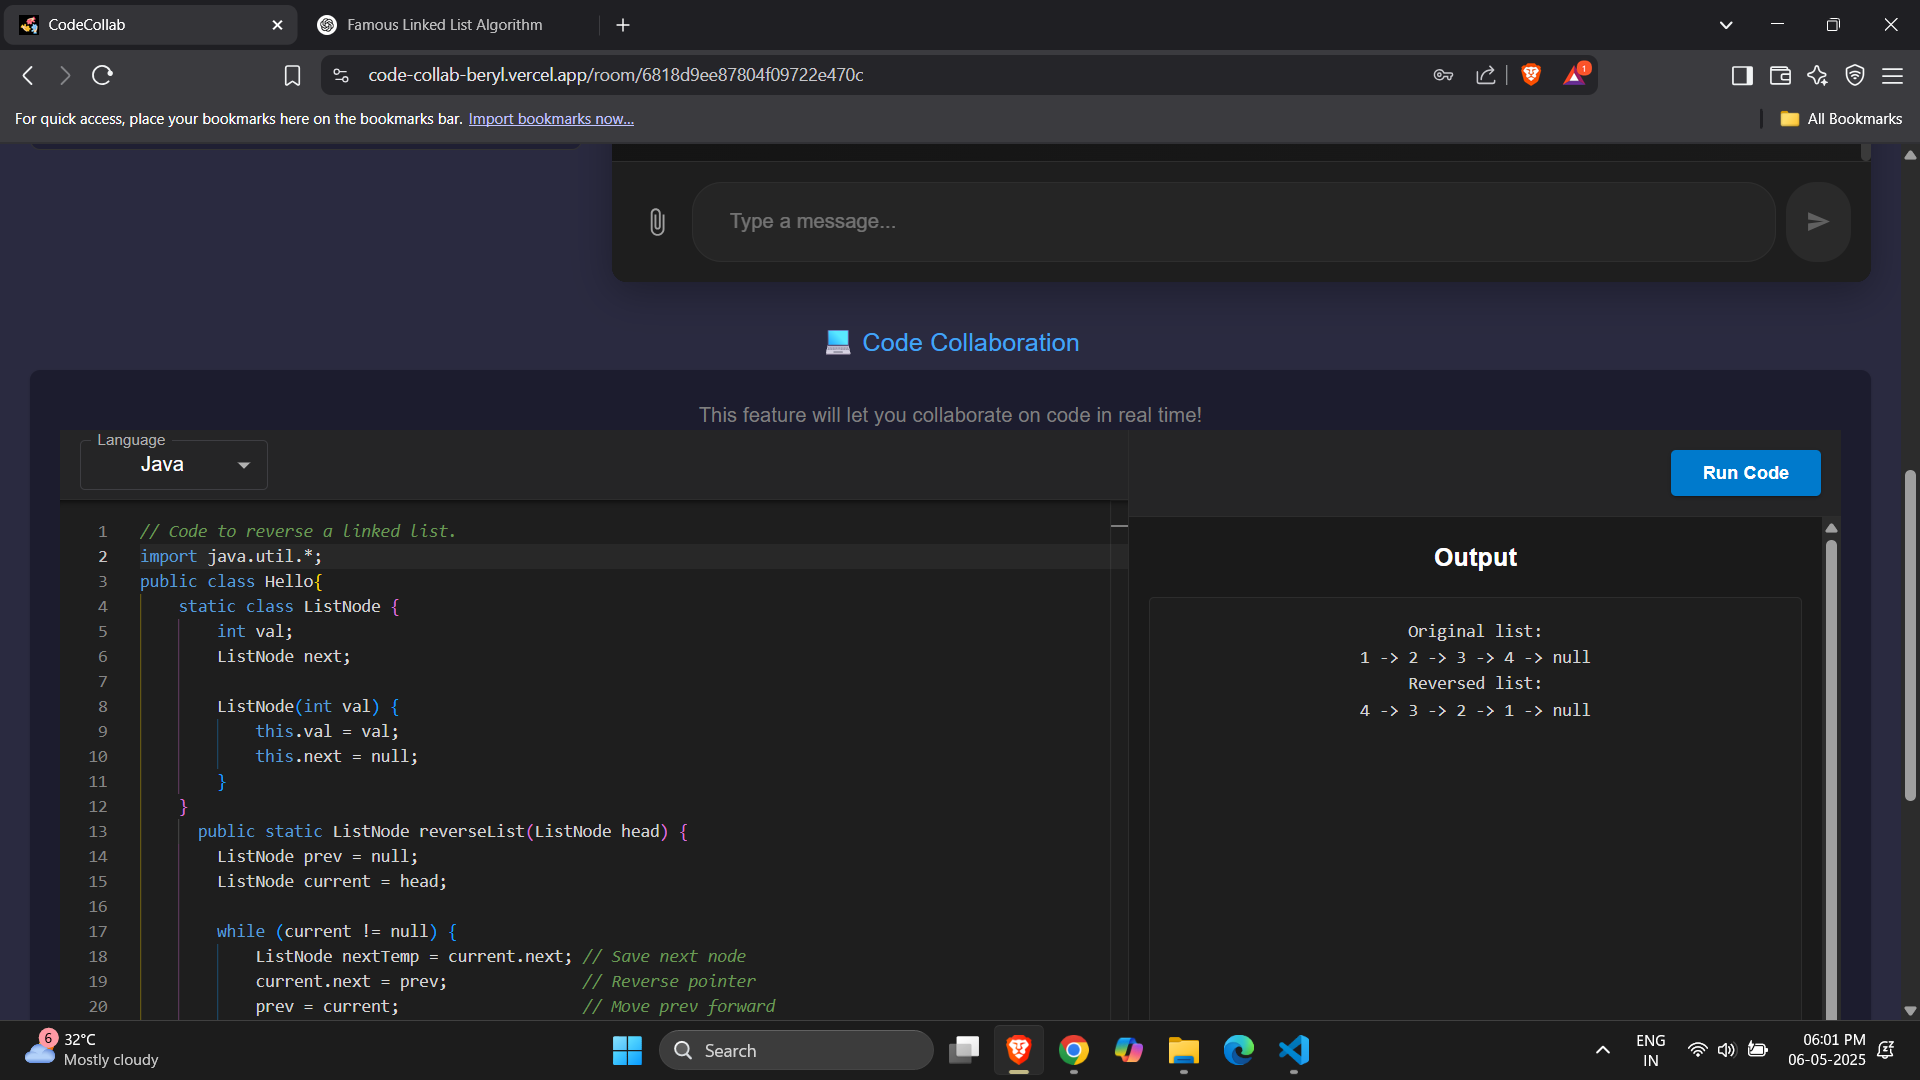 CodeCollab
Famous Linked List Algorithm
code-collab-beryl.vercel.app/room/6818d9ee87804f09722e470c
1
For quick access, place your bookmarks here on the bookmarks bar. Import bookmarks now...
All Bookmarks
Type a message...
Code Collaboration
This feature will let you collaborate on code in real time!
Language
Java
Run Code
1 // Code to reverse a linked list.
2 import java.util.*;
3 public class Hello{
4 static class ListNode {
5 int val;
6 ListNode next;
7
8 ListNode(int val) {
9 this.val = val;
10 this.next = null;
11 }
12 }
13 public static ListNode reverseList(ListNode head) {
14 ListNode prev = null;
15 ListNode current = head;
16
17 while (current != null) {
18 ListNode nextTemp = current.next; // Save next node
19 current.next = prev; // Reverse pointer
20 prev = current; // Move prev forward
Output
Original list:
1 -> 2 -> 3 -> 4 -> null
Reversed list:
4 -> 3 -> 2 -> 1 -> null
6
32°C
Mostly cloudy
Search
ENG
IN
06:01 PM
06-05-2025